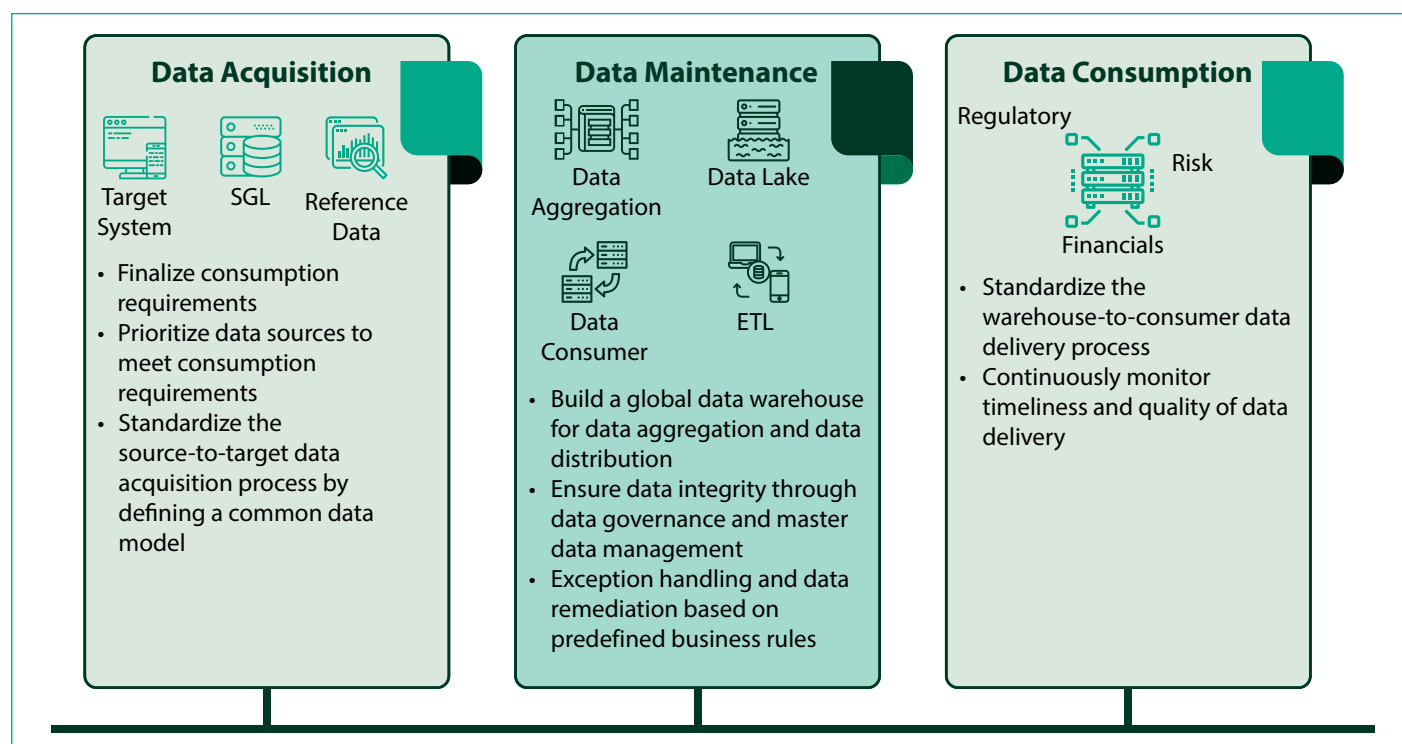 Data Acquisition
Target
System
SGL
Reference
Data
• Finalize consumption
requirements
• Prioritize data sources to
meet consumption
requirements
• Standardize the
source-to-target data
acquisition process by
defining a common data
model
Data Maintenance
Data
Aggregation
Data Lake
Data
Consumer
ETL
• Build a global data warehouse
for data aggregation and data
distribution
• Ensure data integrity through
data governance and master
data management
• Exception handling and data
remediation based on
predefined business rules
Data Consumption
Regulatory
Risk
Financials
• Standardize the
warehouse-to-consumer data
delivery process
• Continuously monitor
timeliness and quality of data
delivery